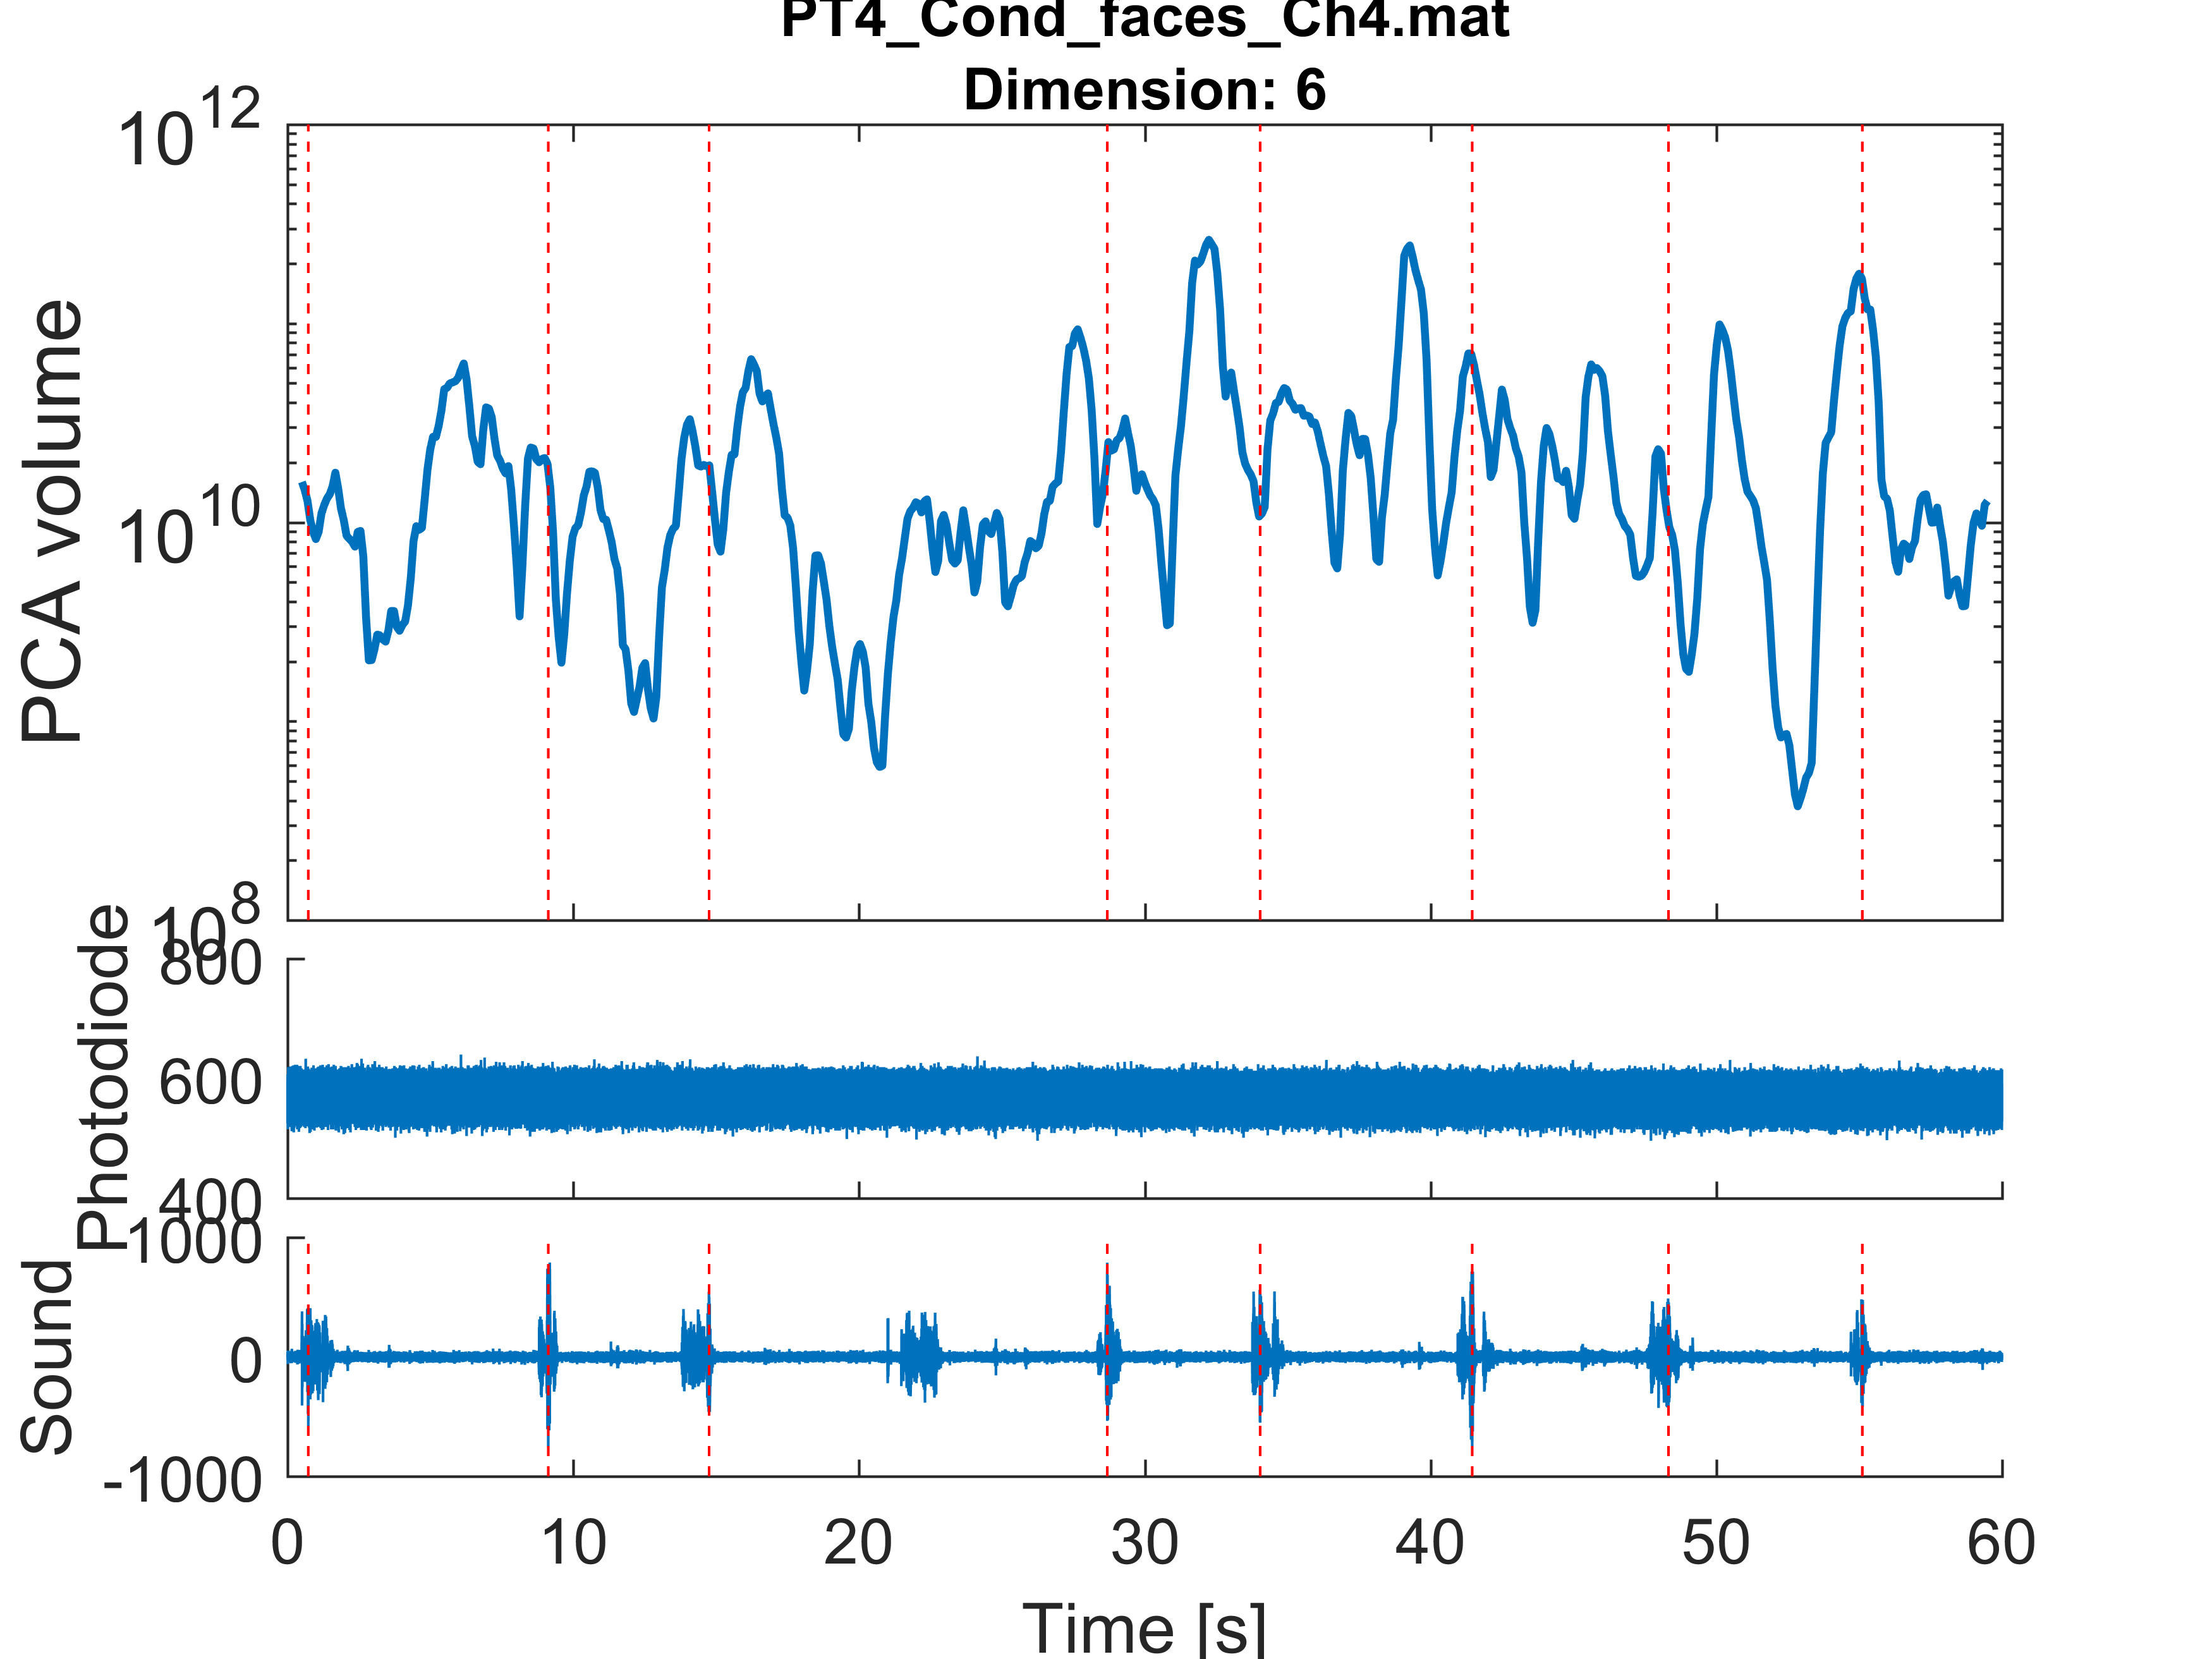 PT4_Cond_faces_Ch4.mat
Dimension: 6
10^12
10^10
10^8
PCA volume
800
600
400
Photodiode
1000
0
-1000
Sound
0 10 20 30 40 50 60
Time [s]